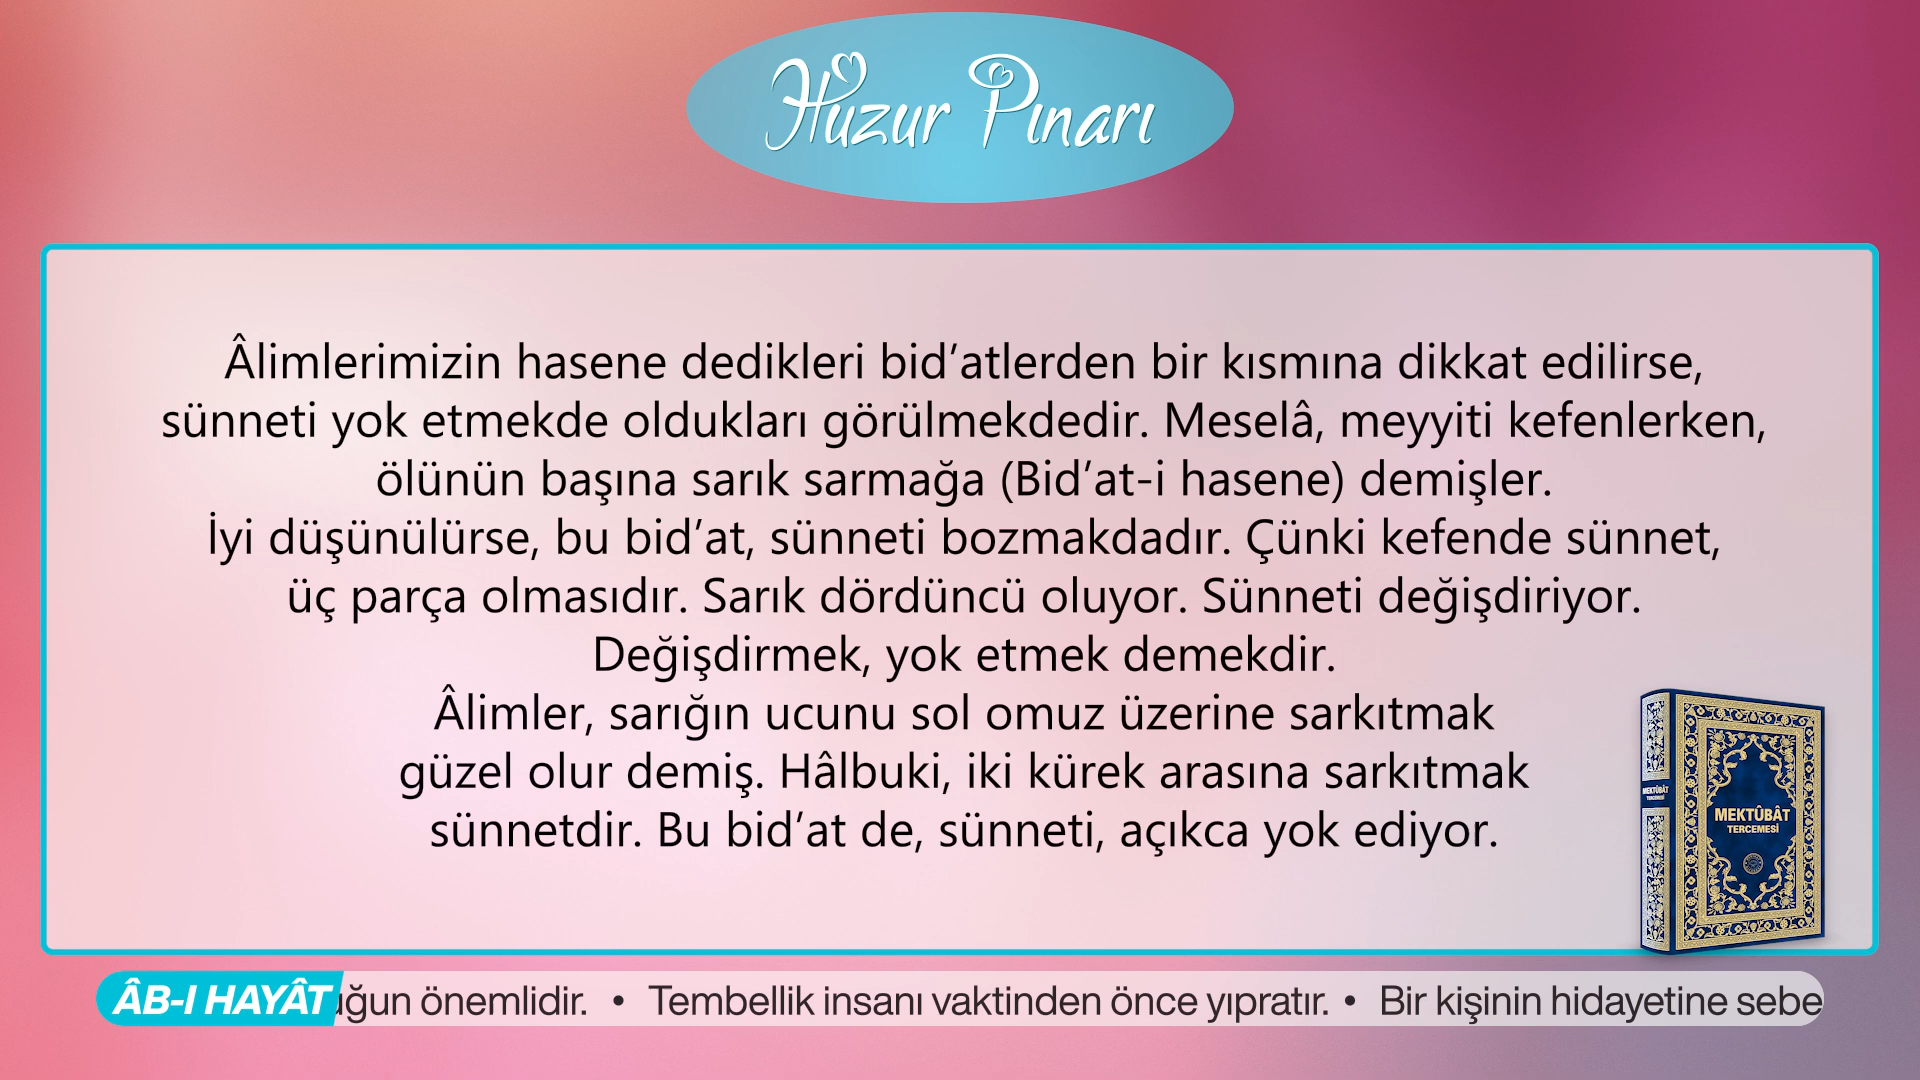 Huzur Pınarı
Âlimlerimizin hasene dedikleri bid’atlerden bir kısmına dikkat edilirse,
sünneti yok etmekde oldukları görülmekdedir. Meselâ, meyyiti kefenlerken,
ölünün başına sarık sarmağa (Bid’at-i hasene) demişler.
İyi düşünülürse, bu bid’at, sünneti bozmakdadır. Çünki kefende sünnet,
üç parça olmasıdır. Sarık dördüncü oluyor. Sünneti değişdiriyor.
Değişdirmek, yok etmek demekdir.
Âlimler, sarığın ucunu sol omuz üzerine sarkıtmak
güzel olur demiş. Hâlbuki, iki kürek arasına sarkıtmak
sünnetdir. Bu bid’at de, sünneti, açıkca yok ediyor.
MEKTÛBÂT
TERCEMESİ
MEKTÛBÂT
TERCEMESİ
ÂB-I HAYÂT
ğun önemlidir. • Tembellik insanı vaktinden önce yıpratır. • Bir kişinin hidayetine sebe